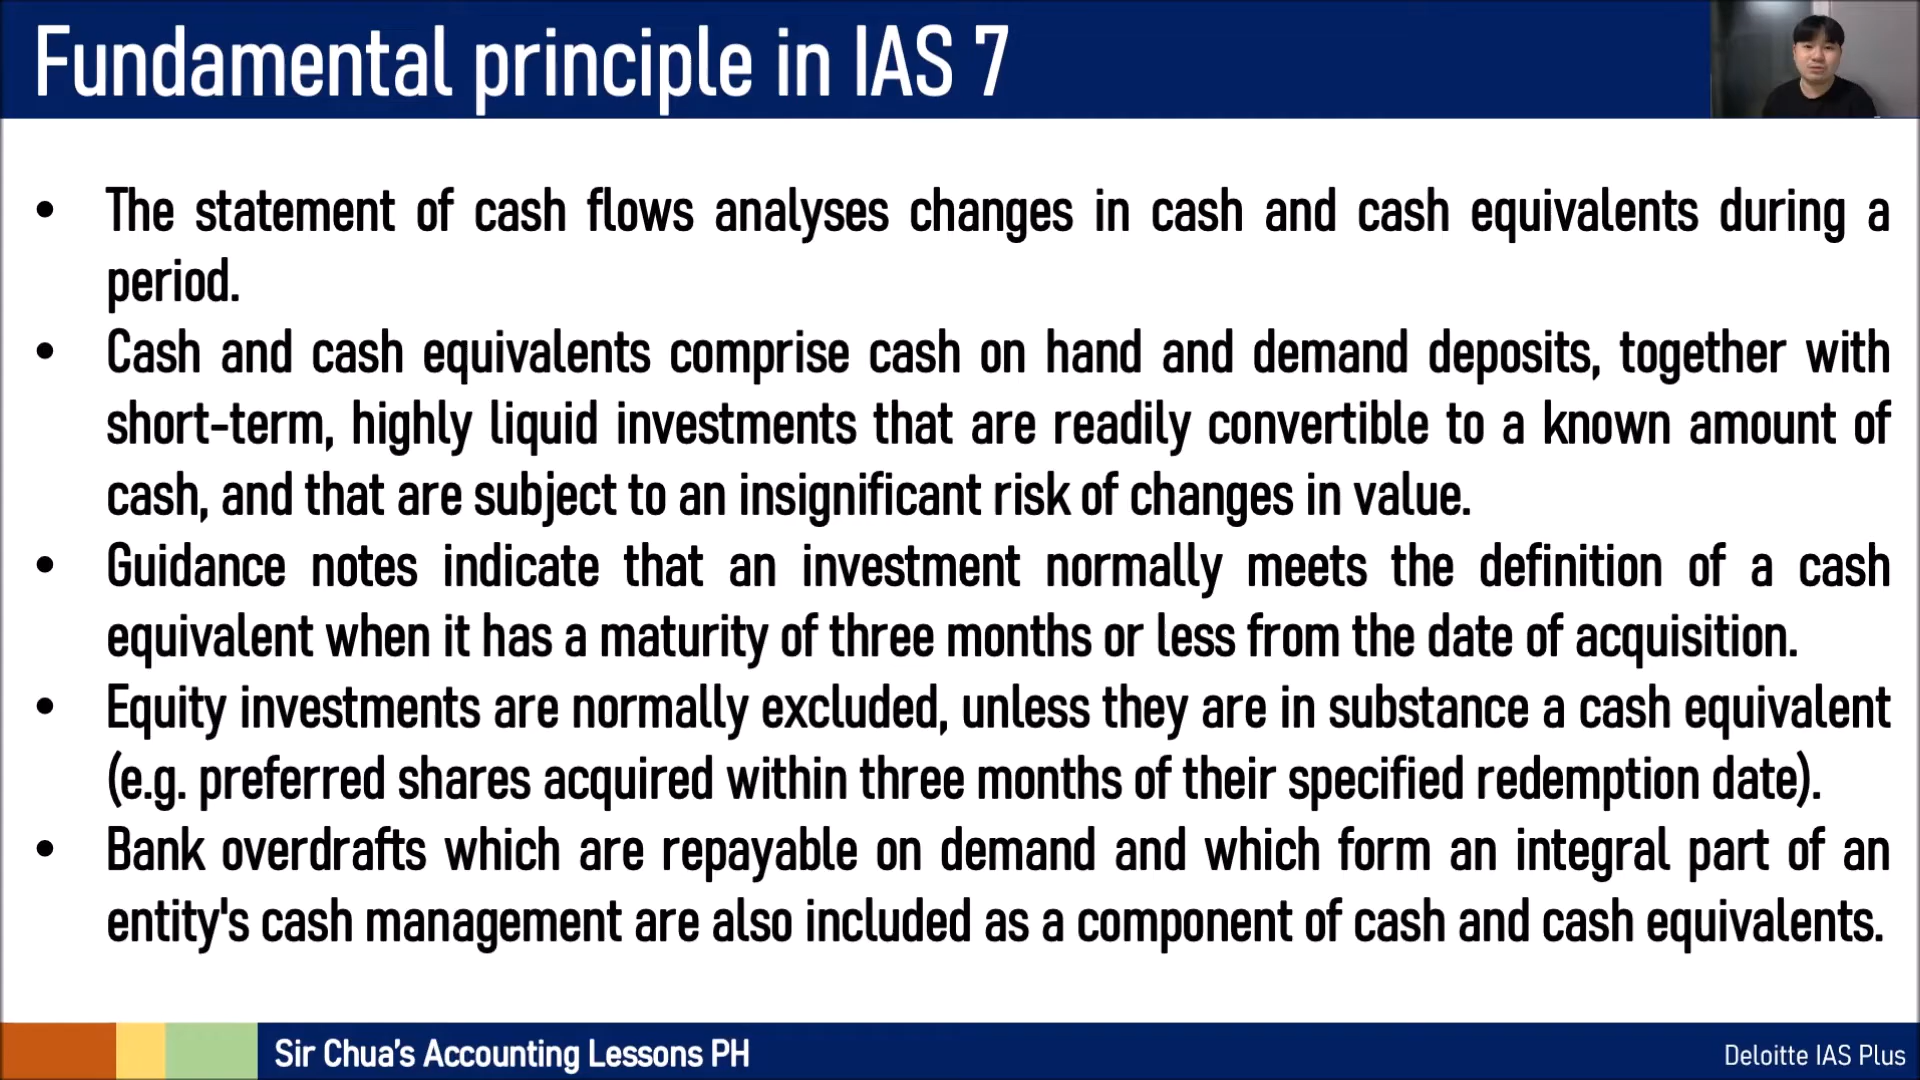 Fundamental principle in IAS 7
• The statement of cash flows analyses changes in cash and cash equivalents during a
period.
• Cash and cash equivalents comprise cash on hand and demand deposits, together with
short-term, highly liquid investments that are readily convertible to a known amount of
cash, and that are subject to an insignificant risk of changes in value.
• Guidance notes indicate that an investment normally meets the definition of a cash
equivalent when it has a maturity of three months or less from the date of acquisition.
• Equity investments are normally excluded, unless they are in substance a cash equivalent
(e.g. preferred shares acquired within three months of their specified redemption date).
• Bank overdrafts which are repayable on demand and which form an integral part of an
entity's cash management are also included as a component of cash and cash equivalents.
Sir Chua’s Accounting Lessons PH
Deloitte IAS Plus